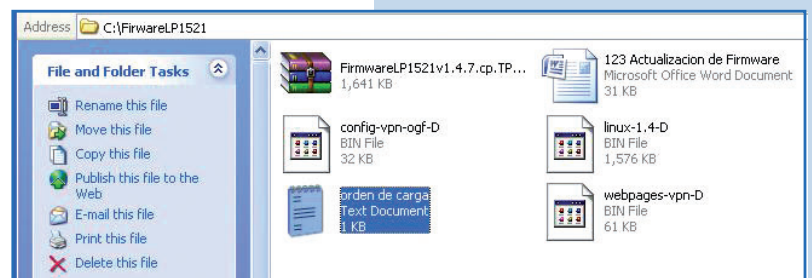 Address C:\FirwareLP1521
File and Folder Tasks
Rename this file
Move this file
Copy this file
Publish this file to the
Web
E-mail this file
Print this file
Delete this file
FirmwareLP1521v1.4.7.cp.TP...
1,641 KB
123 Actualizacion de Firmware
Microsoft Office Word Document
31 KB
config-vpn-ogf-D
BIN File
32 KB
linux-1.4-D
BIN File
1,576 KB
orden de carga
Text Document
1 KB
webpages-vpn-D
BIN File
61 KB